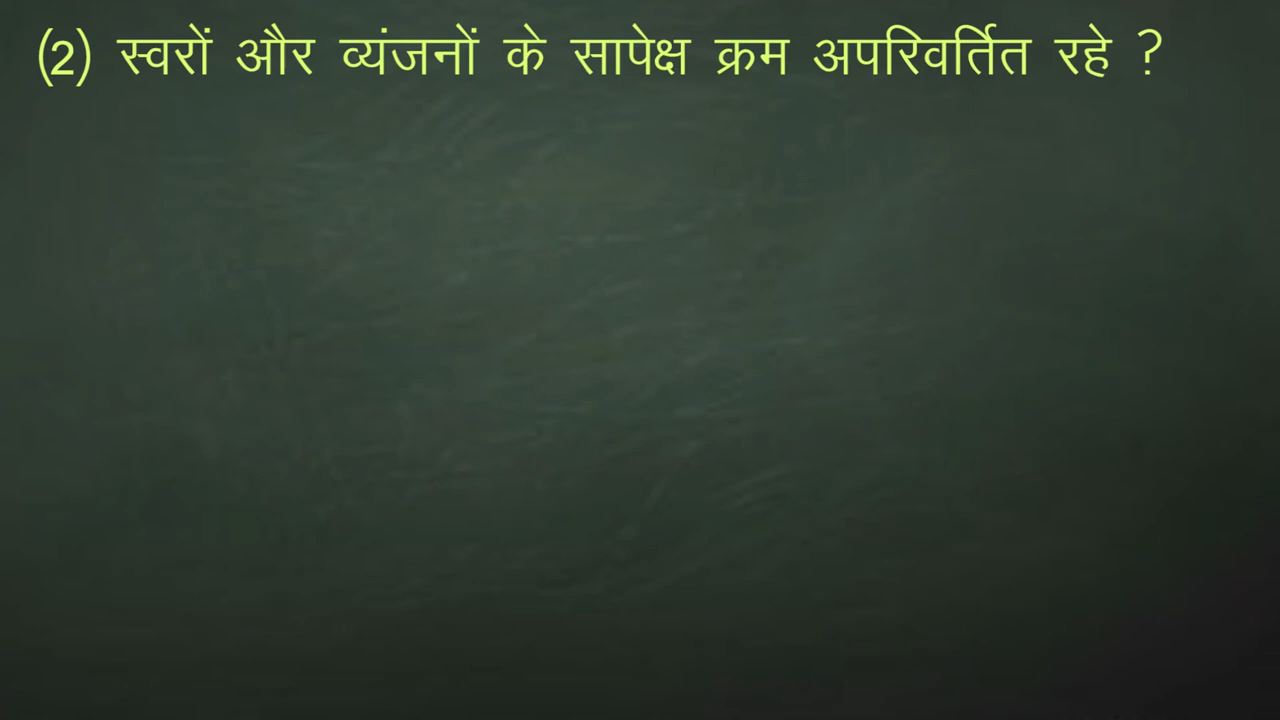 (2) स्वरों और व्यंजनों के सापेक्ष क्रम अपरिवर्तित रहे ?